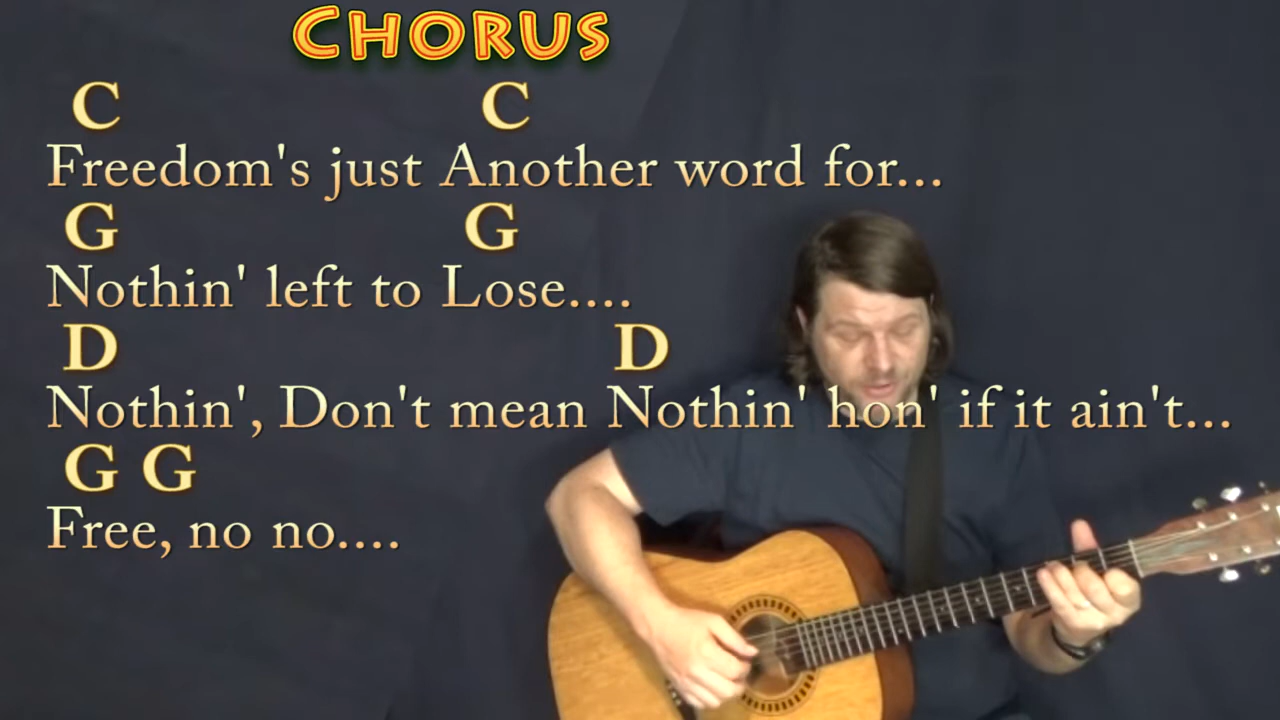 CHORUS
C C
Freedom's just Another word for...
G G
Nothin' left to Lose....
D D
Nothin', Don't mean Nothin' hon' if it ain't...
G G
Free, no no....